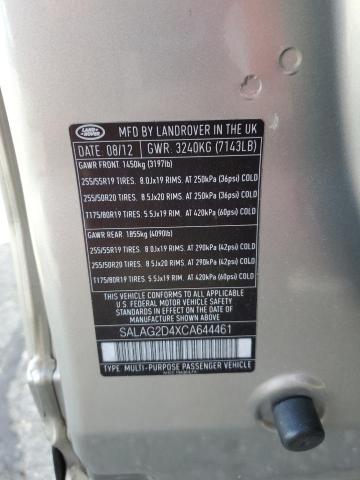 LAND
ROVER
MFD BY LANDROVER IN THE UK
DATE: 08/12 GWR. 3240KG (7143LB)
GAWR FRONT: 1450kg (3197lb)
255/55R19 TIRES. 8.0Jx19 RIMS. AT 250kPa (36psi) COLD
255/50R20 TIRES. 8.5Jx20 RIMS. AT 250kPa (36psi) COLD
T175/80R19 TIRES. 5.5Jx19 RIM. AT 420kPa (60psi) COLD
GAWR REAR: 1855kg (4090lb)
255/55R19 TIRES. 8.0Jx19 RIMS. AT 290kPa (42psi) COLD
255/50R20 TIRES. 8.5Jx20 RIMS. AT 290kPa (42psi) COLD
T175/80R19 TIRES. 5.5Jx19 RIM. AT 420kPa (60psi) COLD
THIS VEHICLE CONFORMS TO ALL APPLICABLE
U.S FEDERAL MOTOR VEHICLE SAFETY
STANDARDS IN EFFECT ON THE DATE OF
MANUFACTURE SHOWN ABOVE
SALAG2D4XCA644461
TYPE: MULTI-PURPOSE PASSENGER VEHICLE